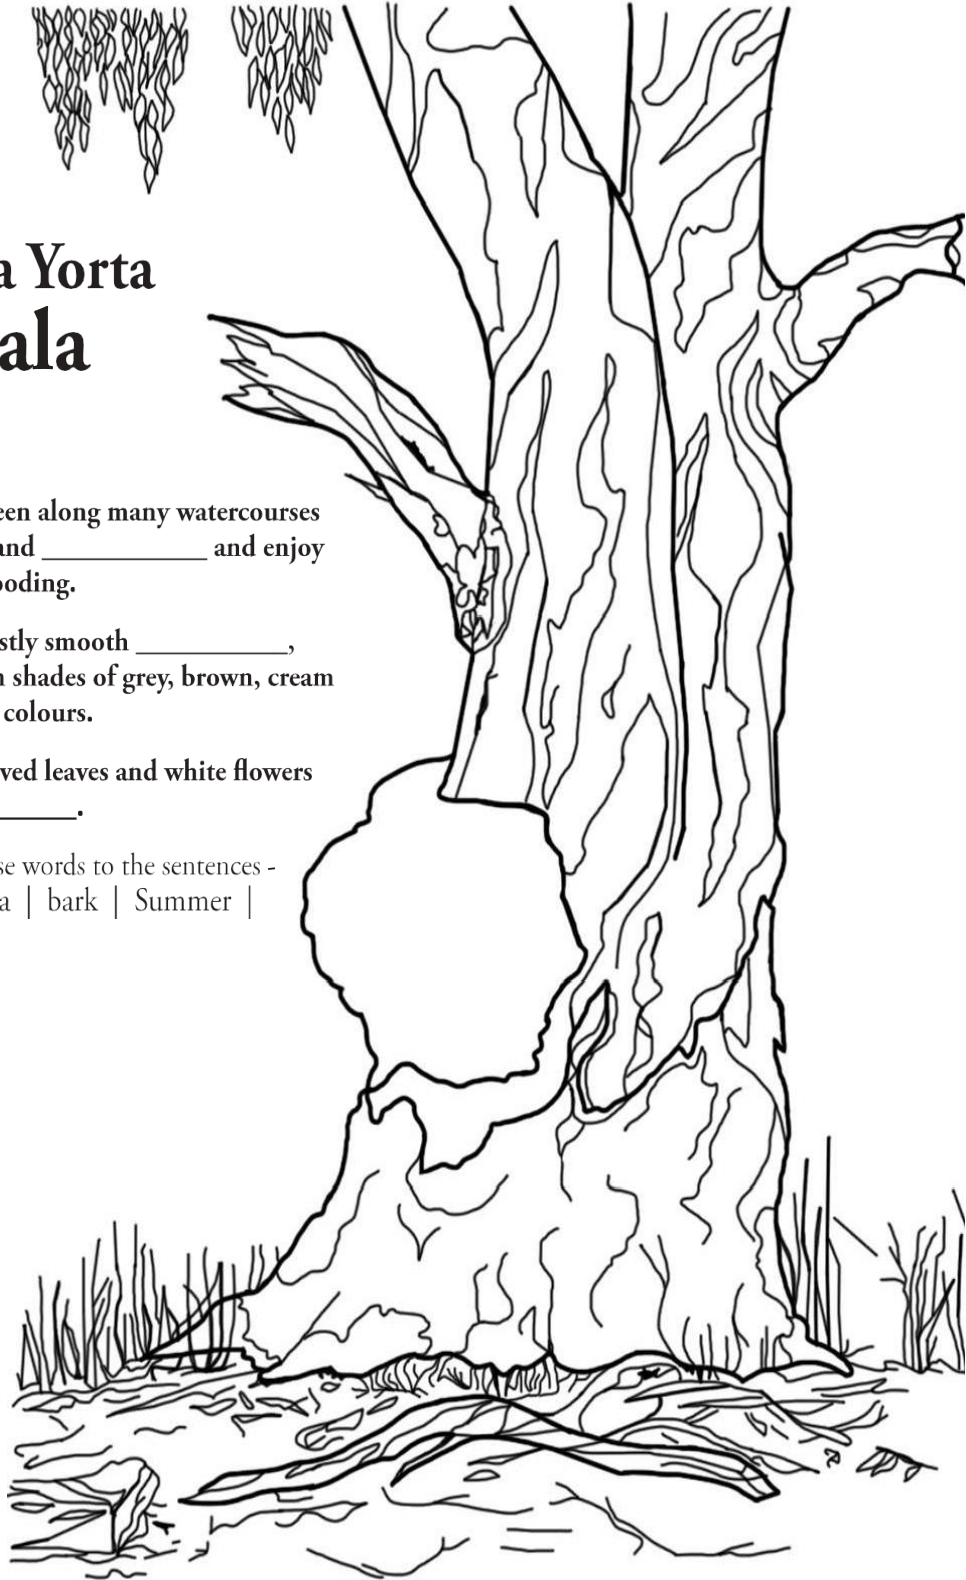 a Yorta
ala
een along many watercourses
and ____________ and enjoy
ooding.
stly smooth ___________,
n shades of grey, brown, cream
colours.
ved leaves and white flowers
______.
se words to the sentences -
a | bark | Summer |